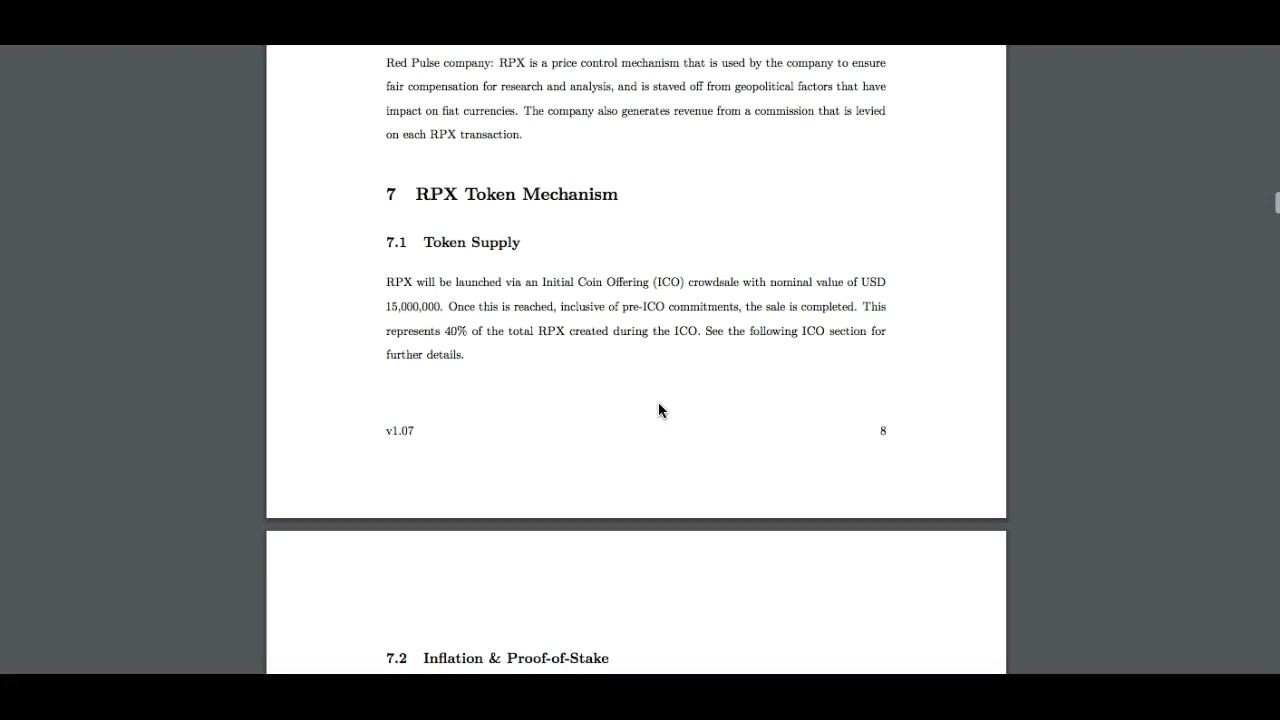 Red Pulse company: RPX is a price control mechanism that is used by the company to ensure
fair compensation for research and analysis, and is staved off from geopolitical factors that have
impact on fiat currencies. The company also generates revenue from a commission that is levied
on each RPX transaction.
7 RPX Token Mechanism
7.1 Token Supply
RPX will be launched via an Initial Coin Offering (ICO) crowdsale with nominal value of USD
15,000,000. Once this is reached, inclusive of pre-ICO commitments, the sale is completed. This
represents 40% of the total RPX created during the ICO. See the following ICO section for
further details.
v1.07 8
7.2 Inflation & Proof-of-Stake